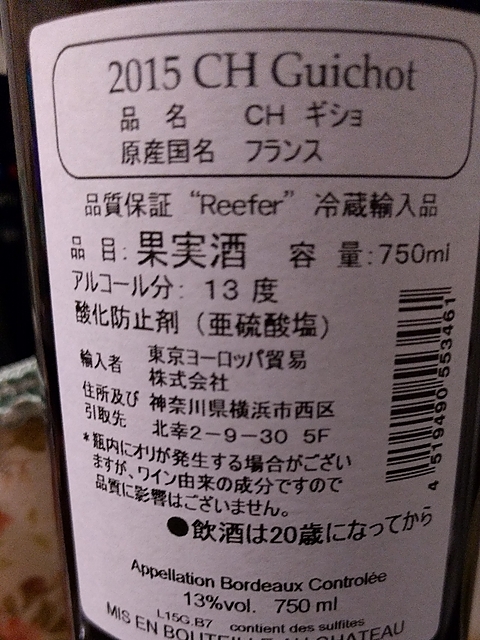 2015 CH Guichot
品 名 CH ギショ
原産国名 フランス
品質保証 “Reefer” 冷蔵輸入品
品 目: 果実酒 容 量:750ml
アルコール分: 13 度
酸化防止剤（亜硫酸塩）
輸入者 東京ヨーロッパ貿易
株式会社
住所及び 神奈川県横浜市西区
引取先 北幸2-9-30 5F
*瓶内にオリが発生する場合がござい
ますが、ワイン由来の成分ですので
品質に影響はございません。
4 519490 553461
●飲酒は20歳になってから
Appellation Bordeaux Controlée
13%vol. 750 ml
L15G.B7 contient des sulfites
MIS EN BOUTEILLE AU CHATEAU